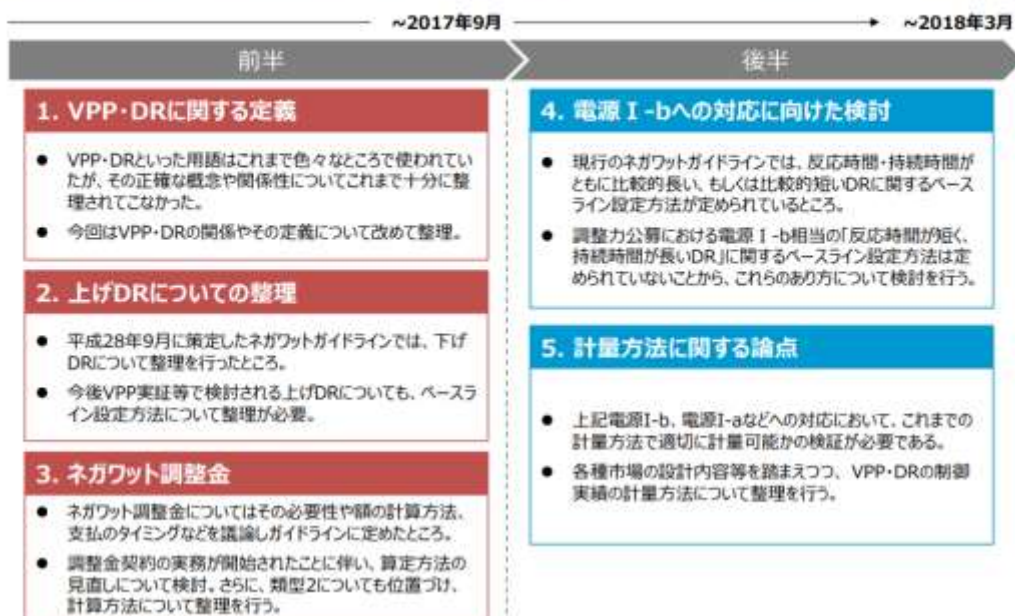 ~2017年9月
~2018年3月
前半
後半
1. VPP・DRに関する定義
● VPP・DRといった用語はこれまで色々なところで使われてい
たが、その正確な概念や関係性についてこれまで十分に整
理されてこなかった。
● 今回はVPP・DRの関係やその定義について改めて整理。
2. 上げDRについての整理
● 平成28年9月に策定したネガワットガイドラインでは、下げ
DRについて整理を行ったところ。
● 今後VPP実証等で検討される上げDRについても、ベースラ
イン設定方法について整理が必要。
3. ネガワット調整金
● ネガワット調整金についてはその必要性や額の計算方法、
支払のタイミングなどを議論しガイドラインに定めたところ。
● 調整金契約の実務が開始されたことに伴い、算定方法の
見直しについて検討。さらに、類型2についても位置づけ、
計算方法について整理を行う。
4. 電源Ⅰ-bへの対応に向けた検討
● 現行のネガワットガイドラインでは、反応時間・持続時間が
ともに比較的長い、もしくは比較的短いDRに関するベース
ライン設定方法が定められているところ。
● 調整力公募における電源Ⅰ-b相当の「反応時間が短く、
持続時間が長いDR」に関するベースライン設定方法は定
められていないことから、これらのあり方について検討を行う。
5. 計量方法に関する論点
● 上記電源I-b、電源I-aなどへの対応において、これまでの
計量方法で適切に計量可能かの検証が必要である。
● 各種市場の設計内容等を踏まえつつ、VPP・DRの制御
実績の計量方法について整理を行う。